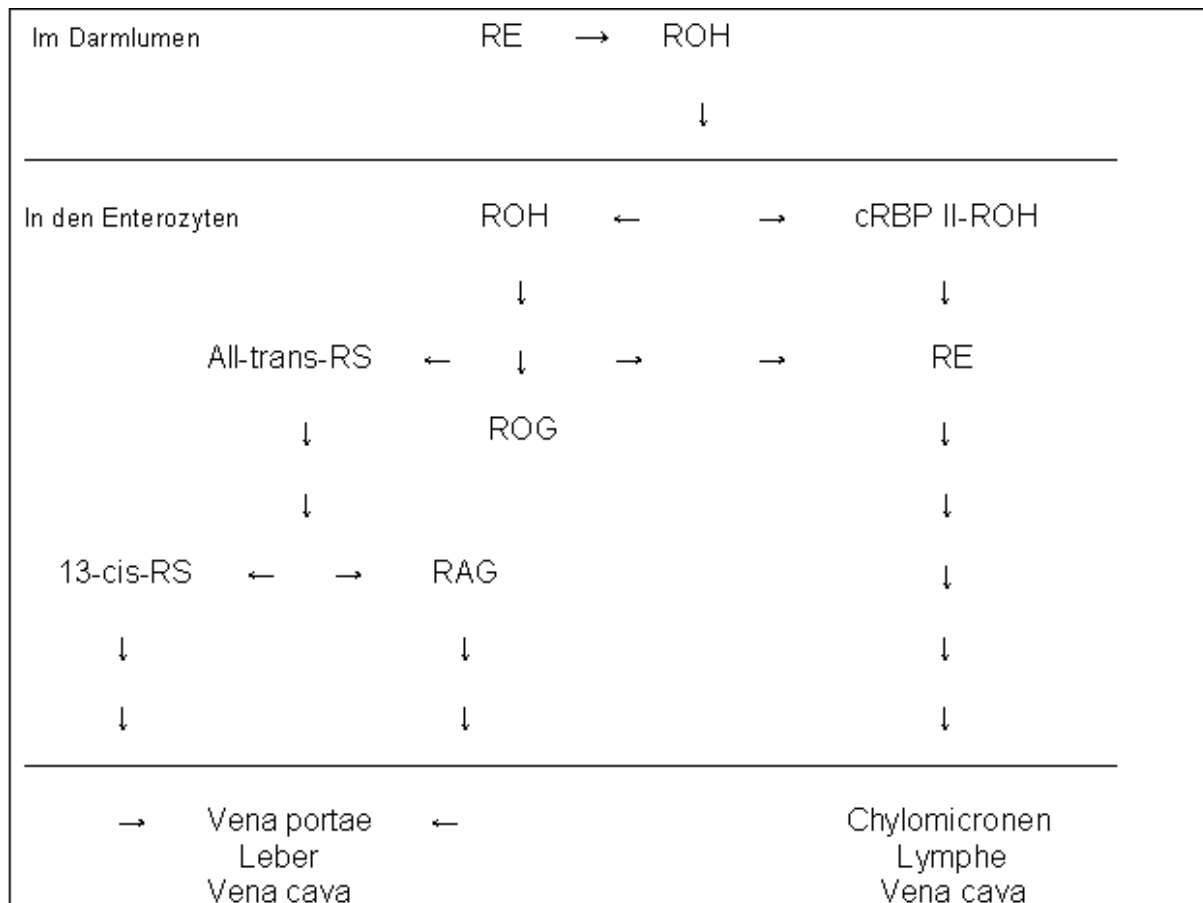 Im Darmlumen RE → ROH
↓
In den Enterozyten ROH ← → cRBP II-ROH
↓ ↓
All-trans-RS ← ↓ → → RE
↓ ROG ↓
↓ ↓
13-cis-RS ← → RAG ↓
↓ ↓ ↓
↓ ↓ ↓
→ Vena portae ← Chylomicronen
Leber Lymphe
Vena cava Vena cava